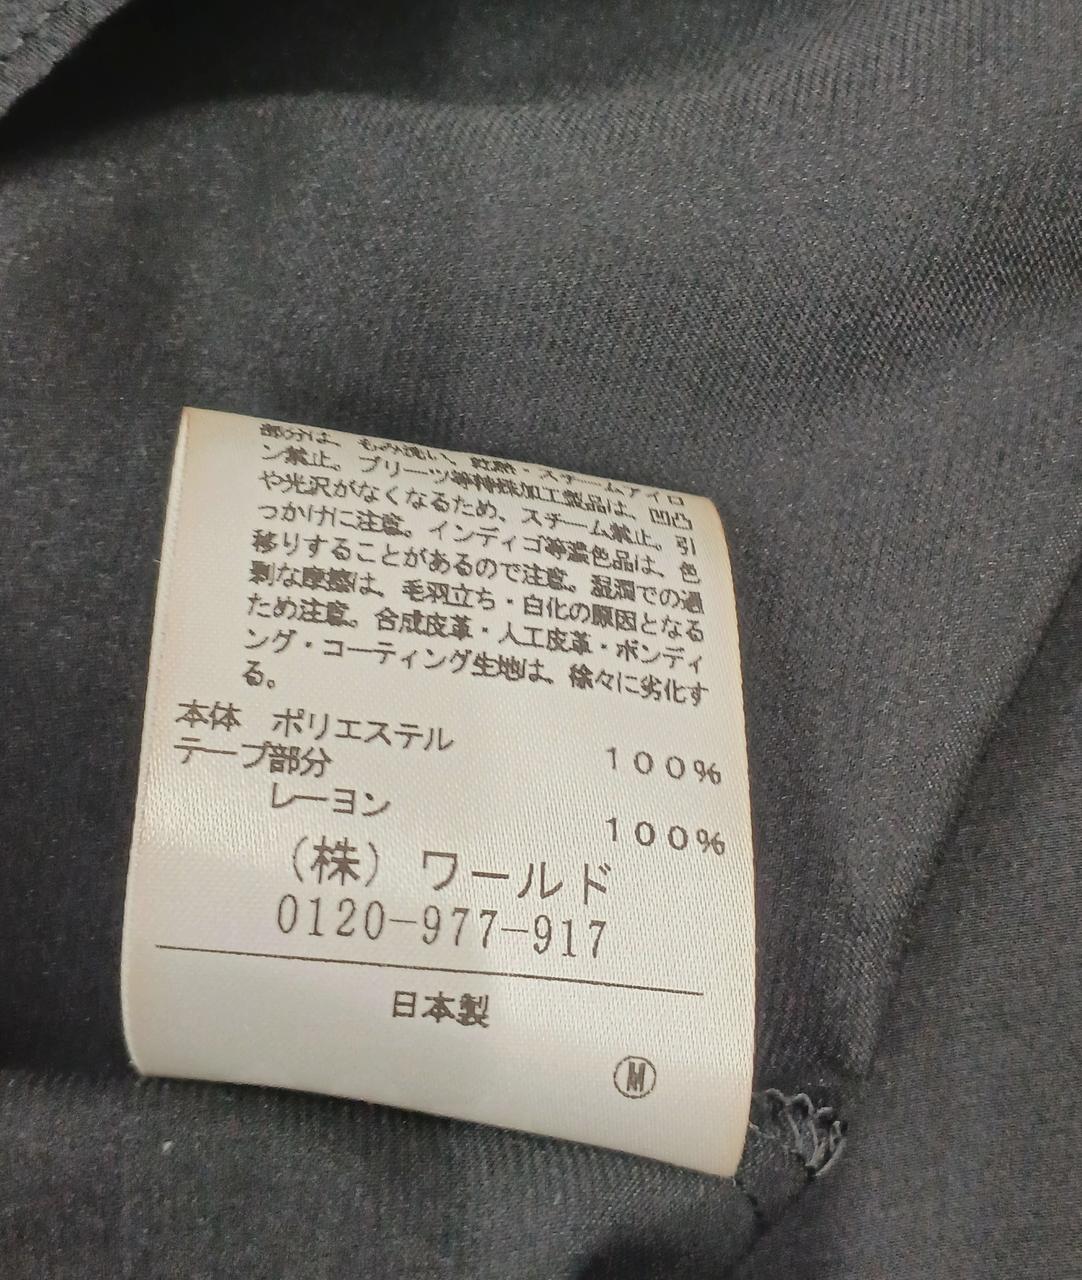 部分は、もみ洗い、乾熱・スチームアイロ
ン禁止。プリーツ等特殊加工製品は、凹凸
や光沢がなくなるため、スチーム禁止。引
っかけに注意。インディゴ等濃色品は、色
移りすることがあるので注意。湿潤での過
剰な摩擦は、毛羽立ち・白化の原因となる
ため注意。合成皮革・人工皮革・ボンディ
ング・コーティング生地は、徐々に劣化す
る。
本体 ポリエステル 100%
テープ部分
レーヨン 100%
(株) ワールド
0120-977-917
日本製
M